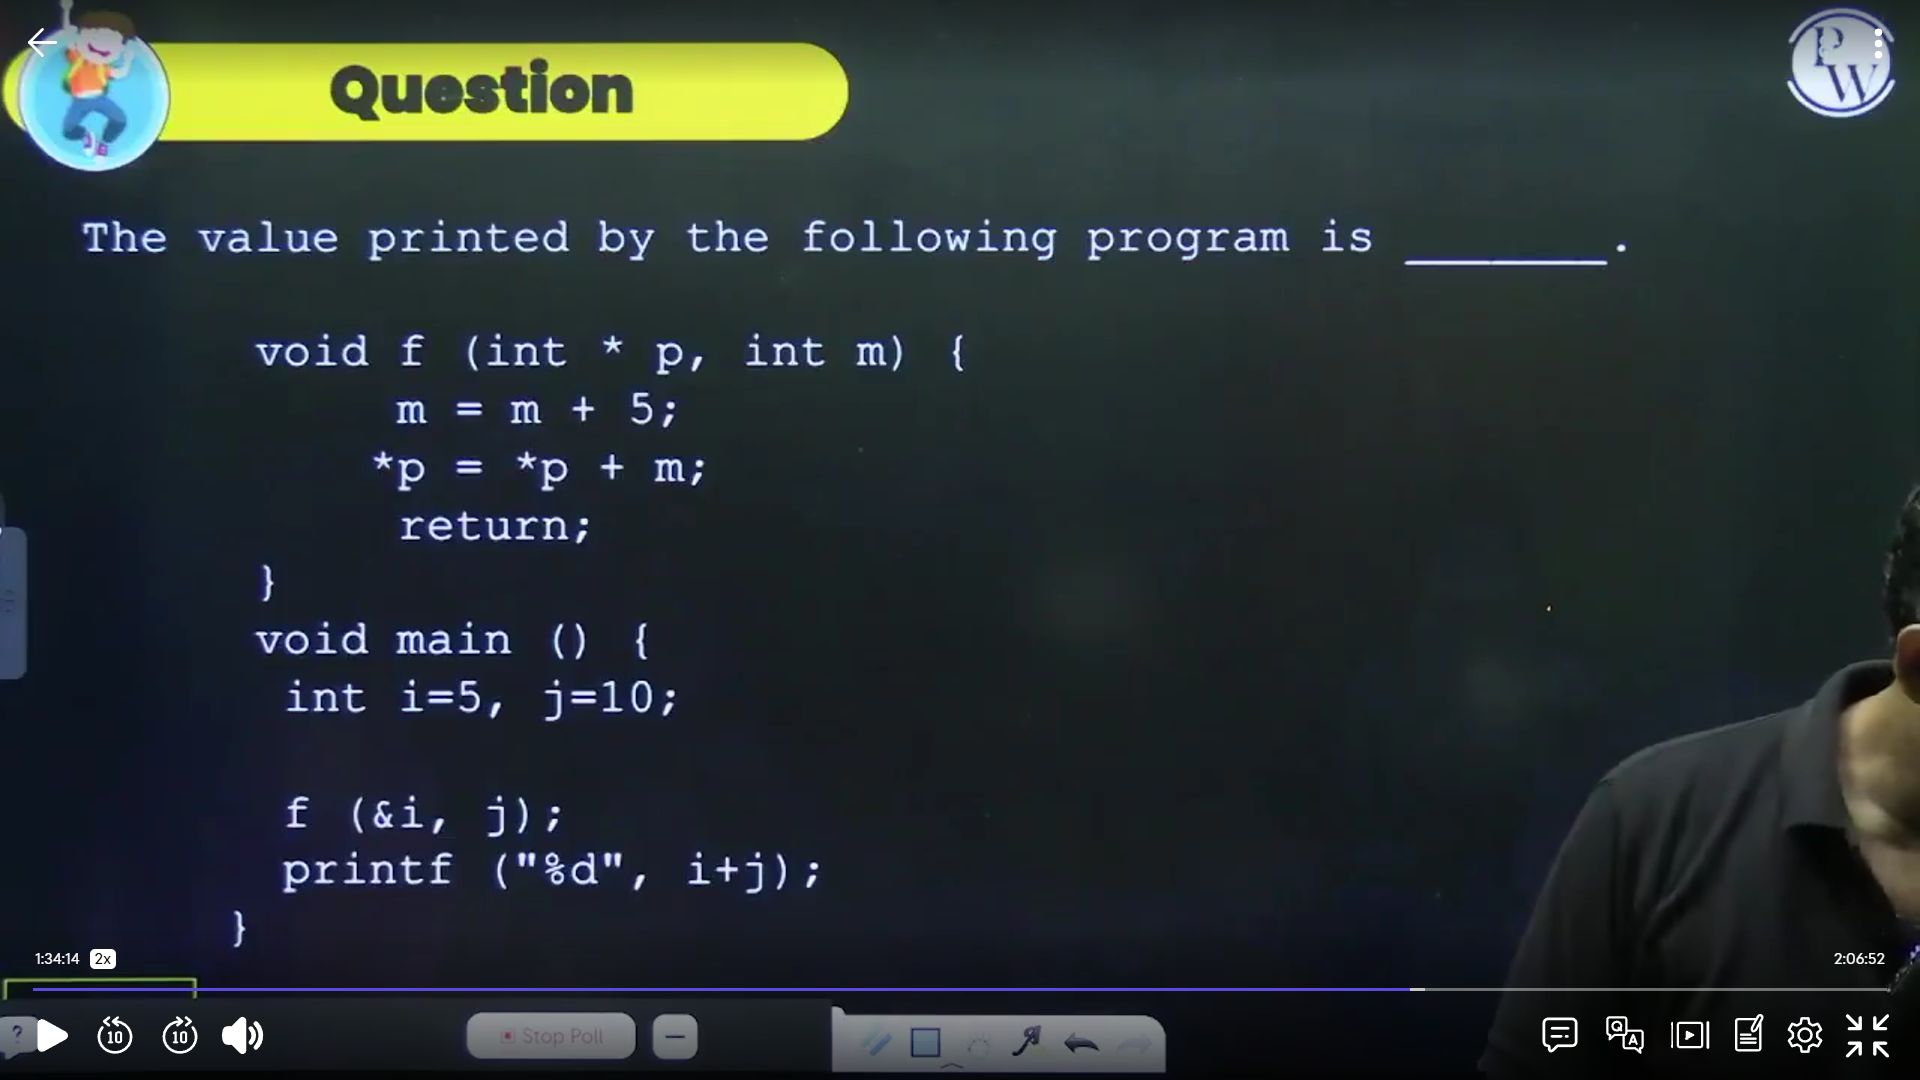 Question
PW
The value printed by the following program is ________.
void f (int * p, int m) {
m = m + 5;
*p = *p + m;
return;
}
void main () {
int i=5, j=10;
f (&i, j);
printf ("%d", i+j);
}
1:34:14 2x
2:06:52
?
10
10
Stop Poll